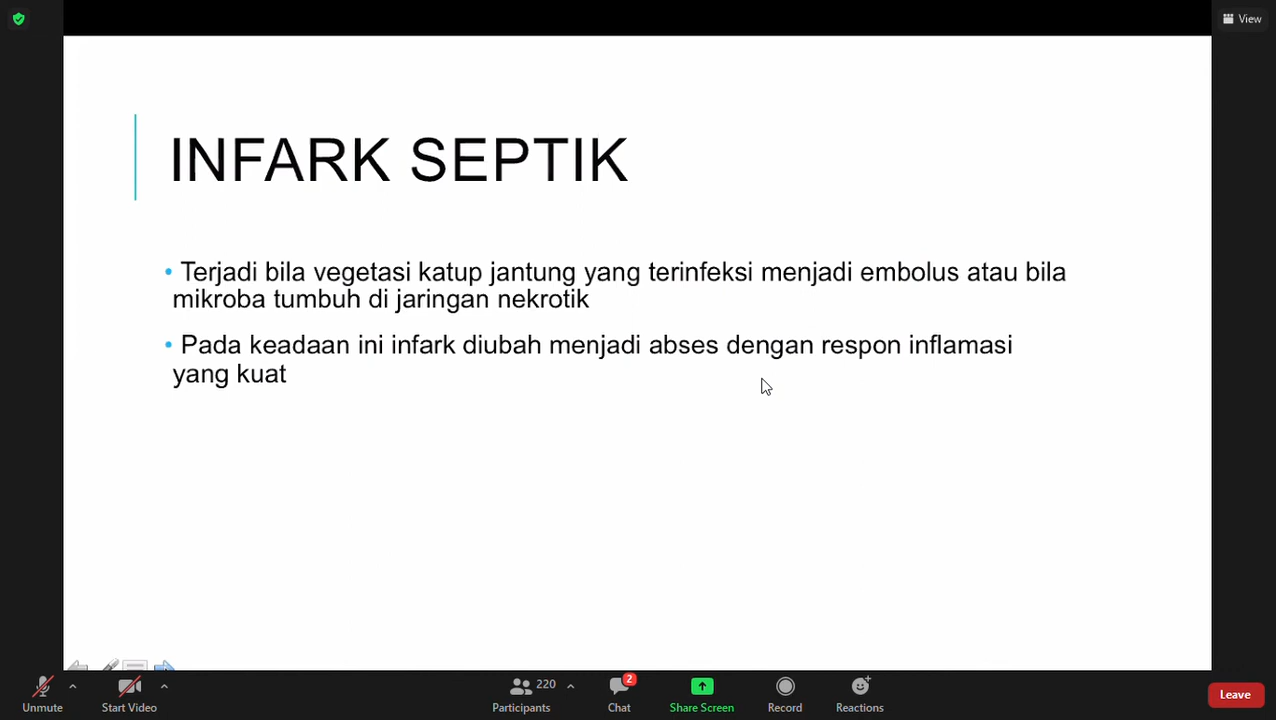 View
INFARK SEPTIK
• Terjadi bila vegetasi katup jantung yang terinfeksi menjadi embolus atau bila
mikroba tumbuh di jaringan nekrotik
• Pada keadaan ini infark diubah menjadi abses dengan respon inflamasi
yang kuat
Unmute
Start Video
220
Participants
2
Chat
Share Screen
Record
Reactions
Leave